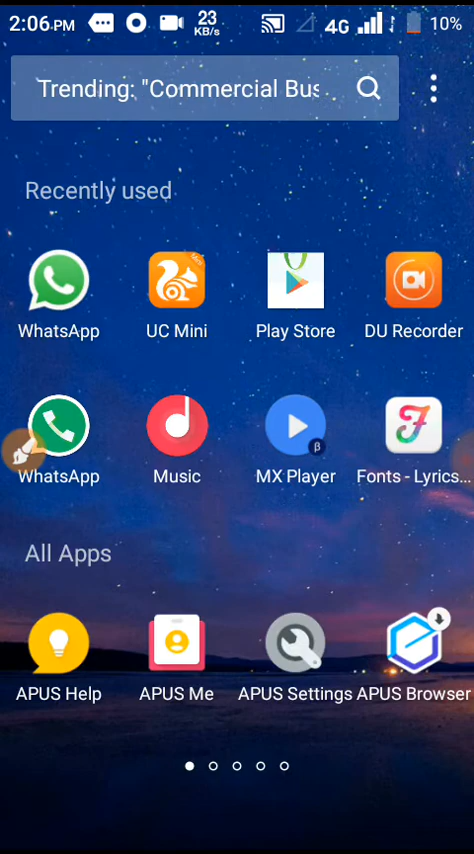 2:06 PM 23 KB/s 4G 10%
Trending: "Commercial Bus...
Recently used
WhatsApp UC Mini Play Store DU Recorder
WhatsApp Music MX Player Fonts - Lyrics...
All Apps
APUS Help APUS Me APUS Settings APUS Browser